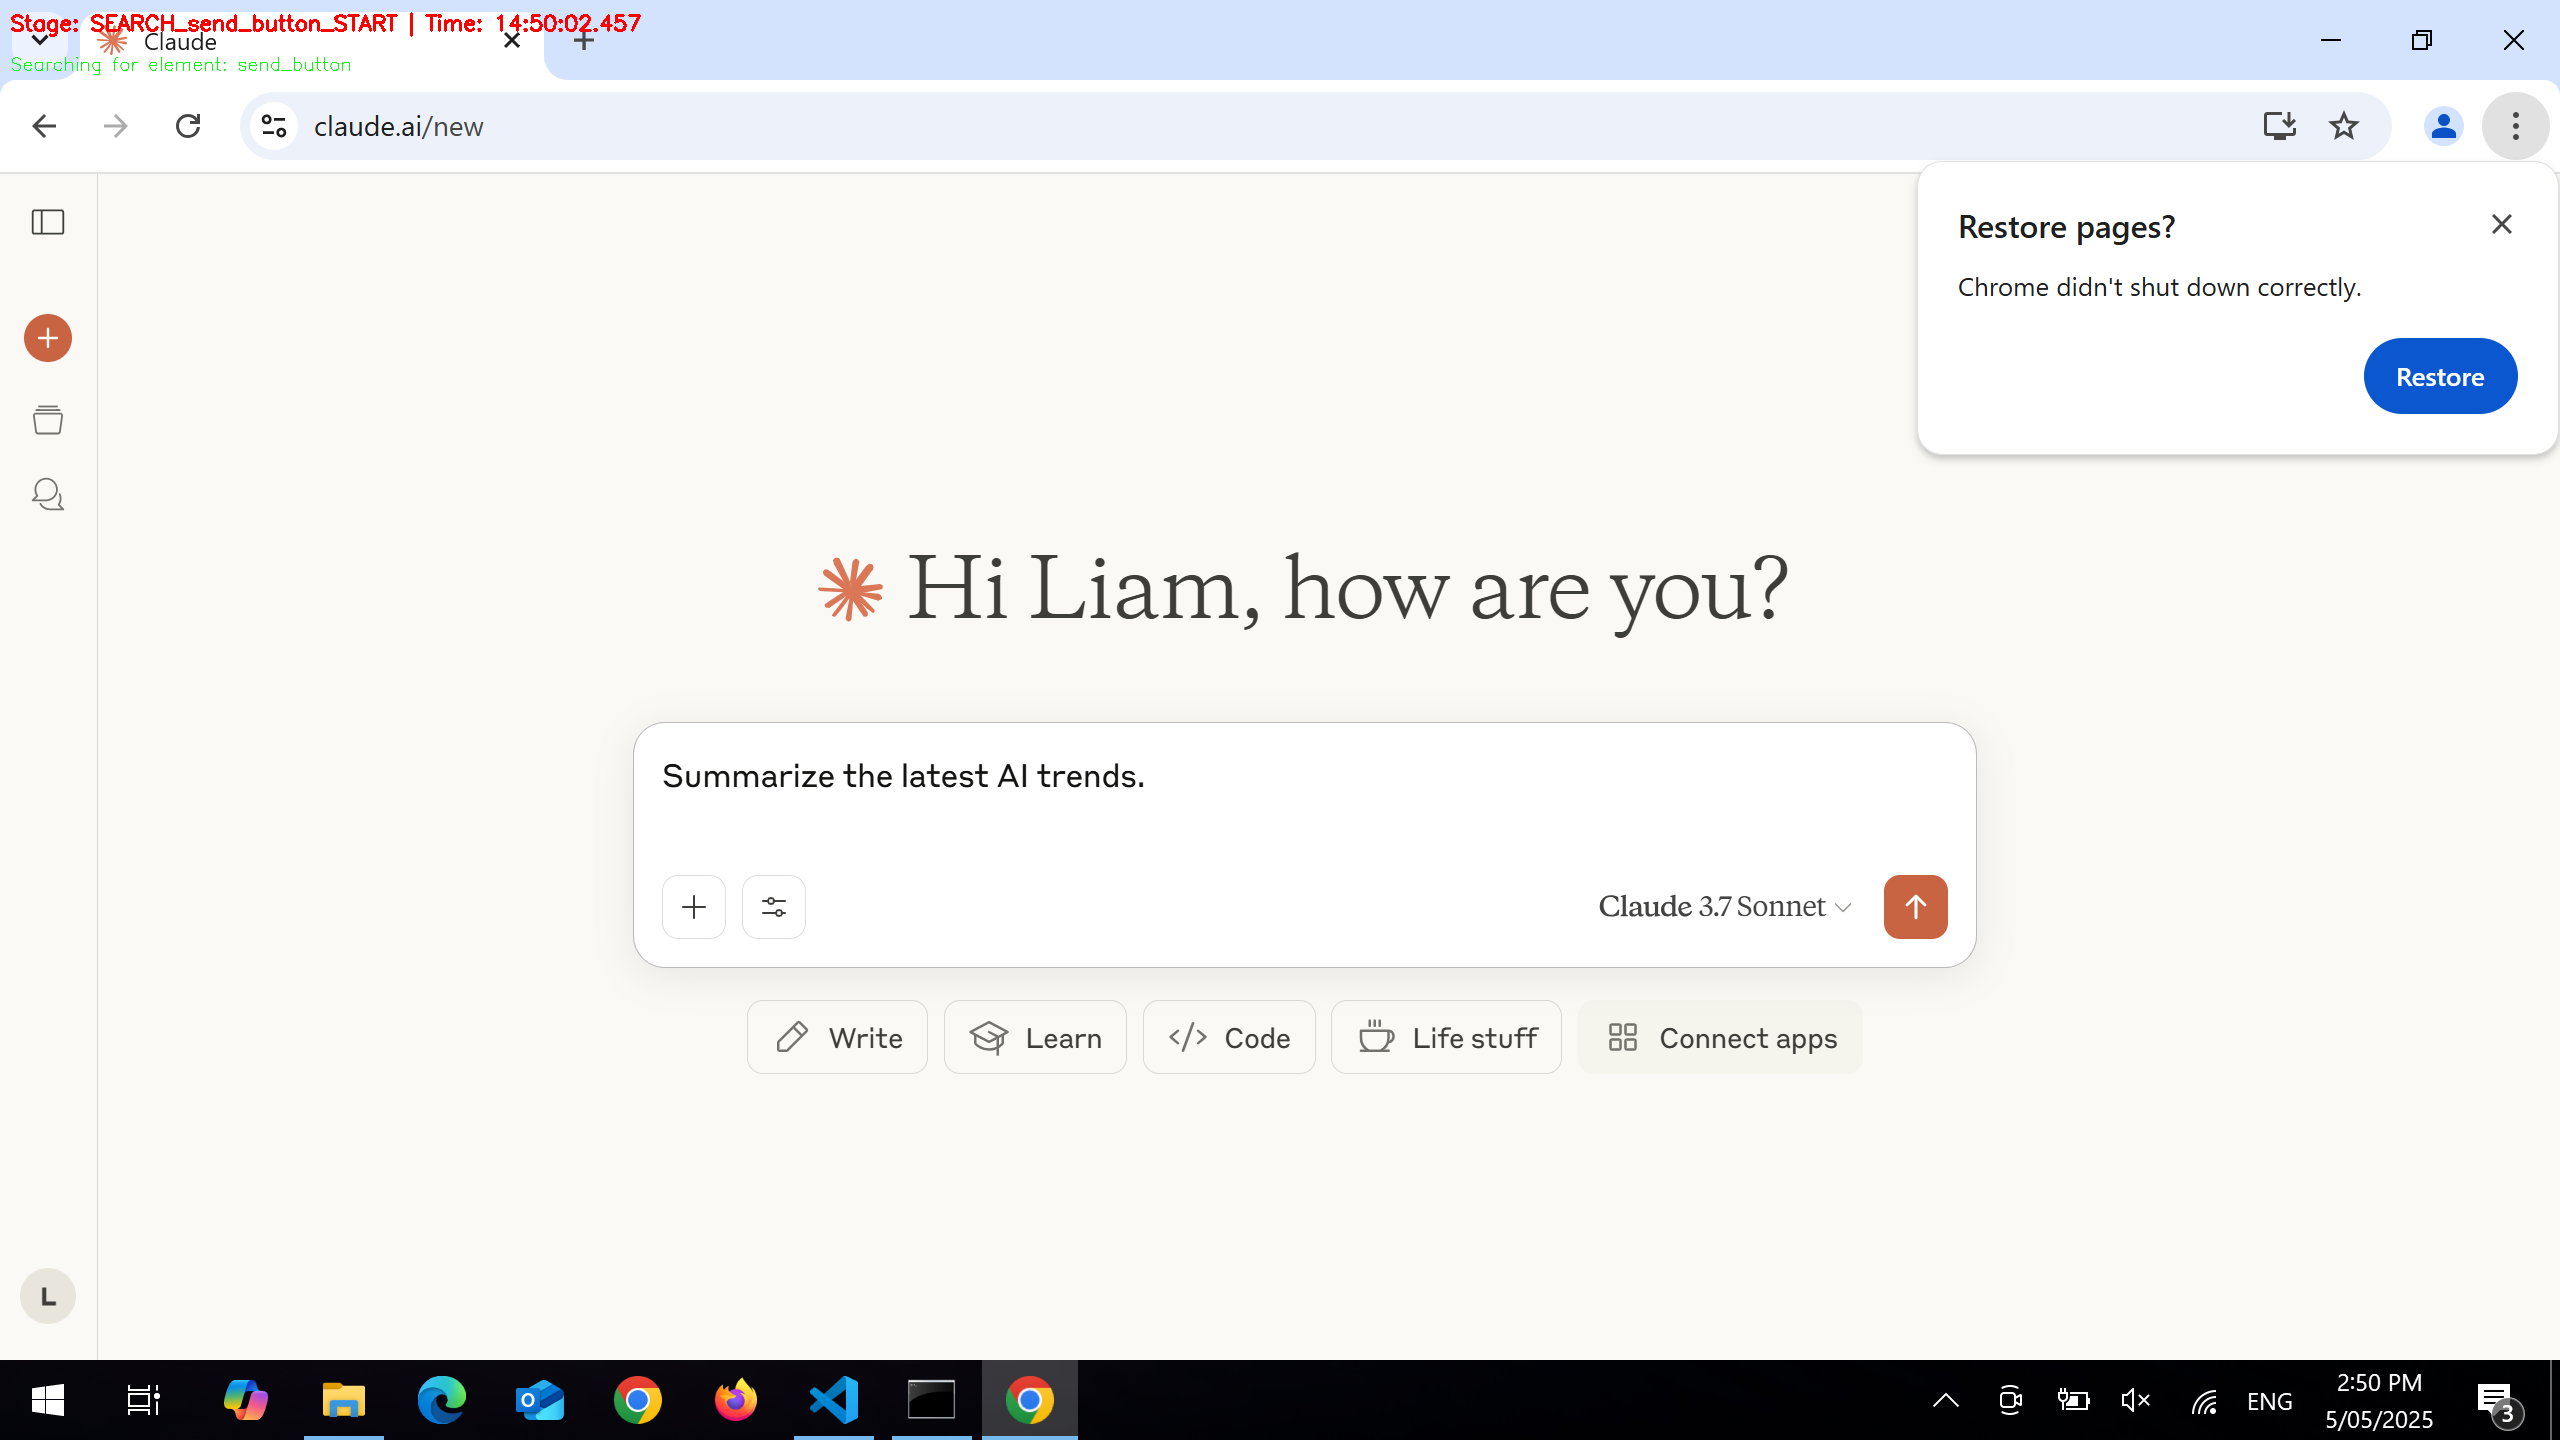 Stage: SEARCH_send_button_START | Time: 14:50:02.457
Claude
Searching for element: send_button
claude.ai/new
Restore pages?
Chrome didn't shut down correctly.
Restore
Hi Liam, how are you?
Summarize the latest AI trends.
Claude 3.7 Sonnet
Write
Learn
Code
Life stuff
Connect apps
L
ENG
2:50 PM
5/05/2025
3